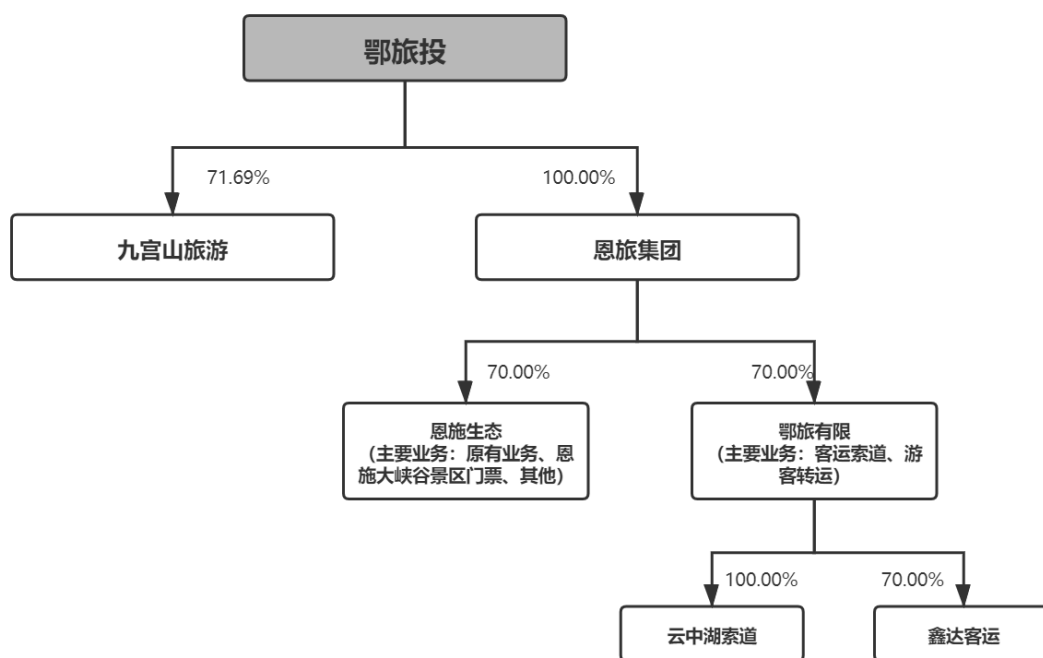 鄂旅投
71.69%
100.00%
九宫山旅游
恩旅集团
70.00%
70.00%
恩施生态
（主要业务：原有业务、恩
施大峡谷景区门票、其他）
鄂旅有限
（主要业务：客运索道、游
客转运）
100.00%
70.00%
云中湖索道
鑫达客运